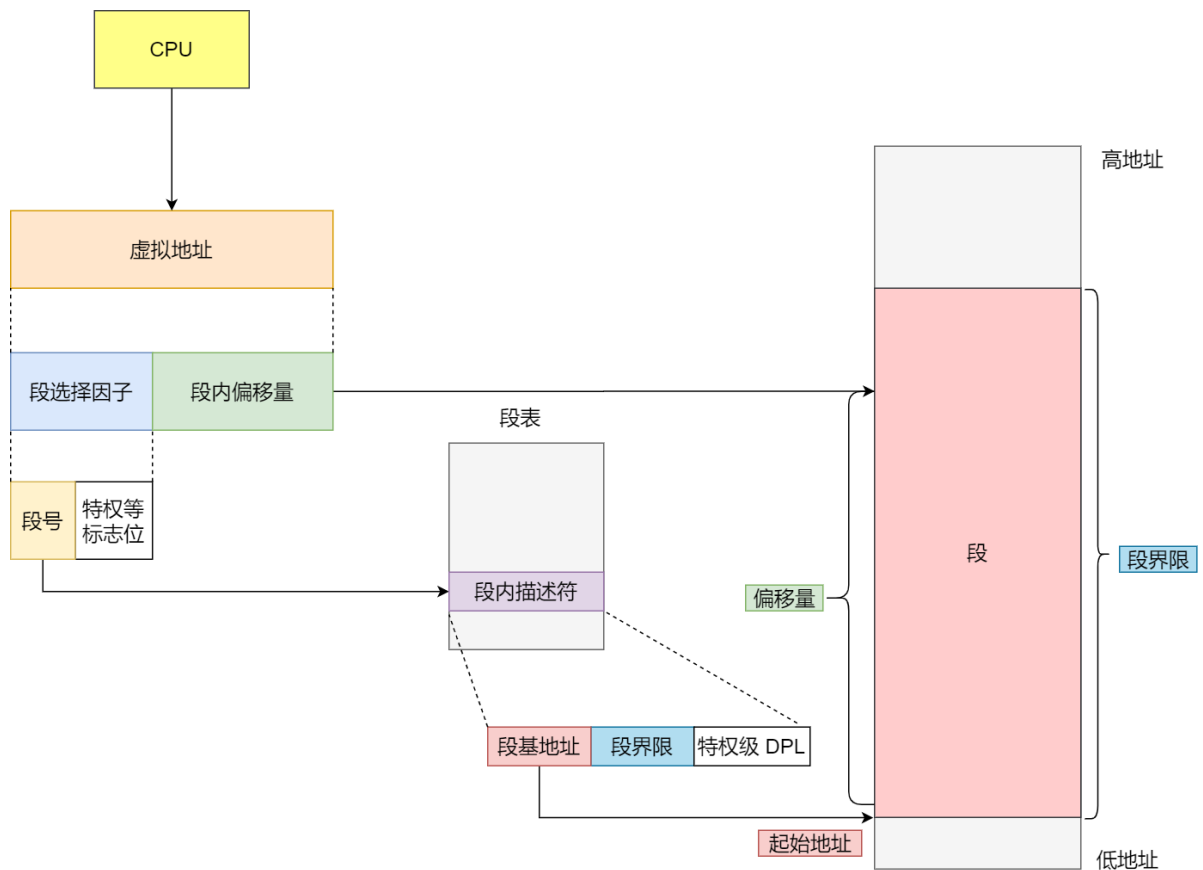 CPU
高地址
虚拟地址
段选择因子
段内偏移量
段表
段号
特权等
标志位
段
段界限
段内描述符
偏移量
段基地址
段界限
特权级 DPL
起始地址
低地址